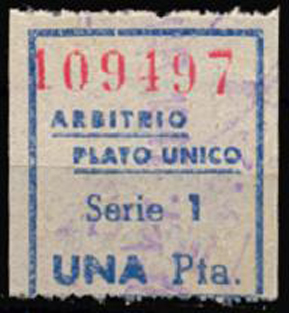 109497
ARBITRIO
PLATO UNICO
Serie 1
UNA Pta.